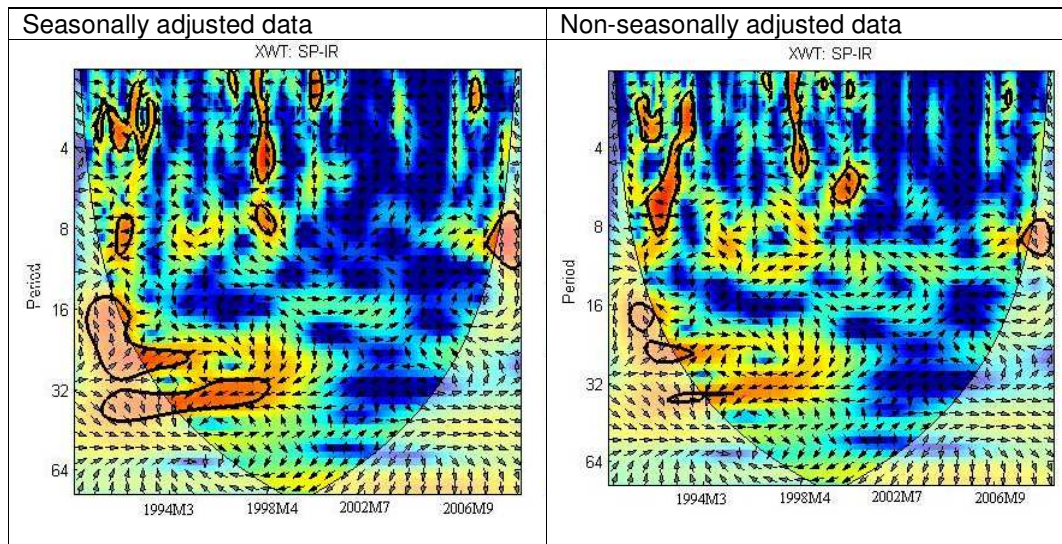 Seasonally adjusted data
Non-seasonally adjusted data
XWT: SP-IR
XWT: SP-IR
Period
4
8
16
32
64
1994M3 1998M4 2002M7 2006M9
Period
4
8
16
32
64
1994M3 1998M4 2002M7 2006M9